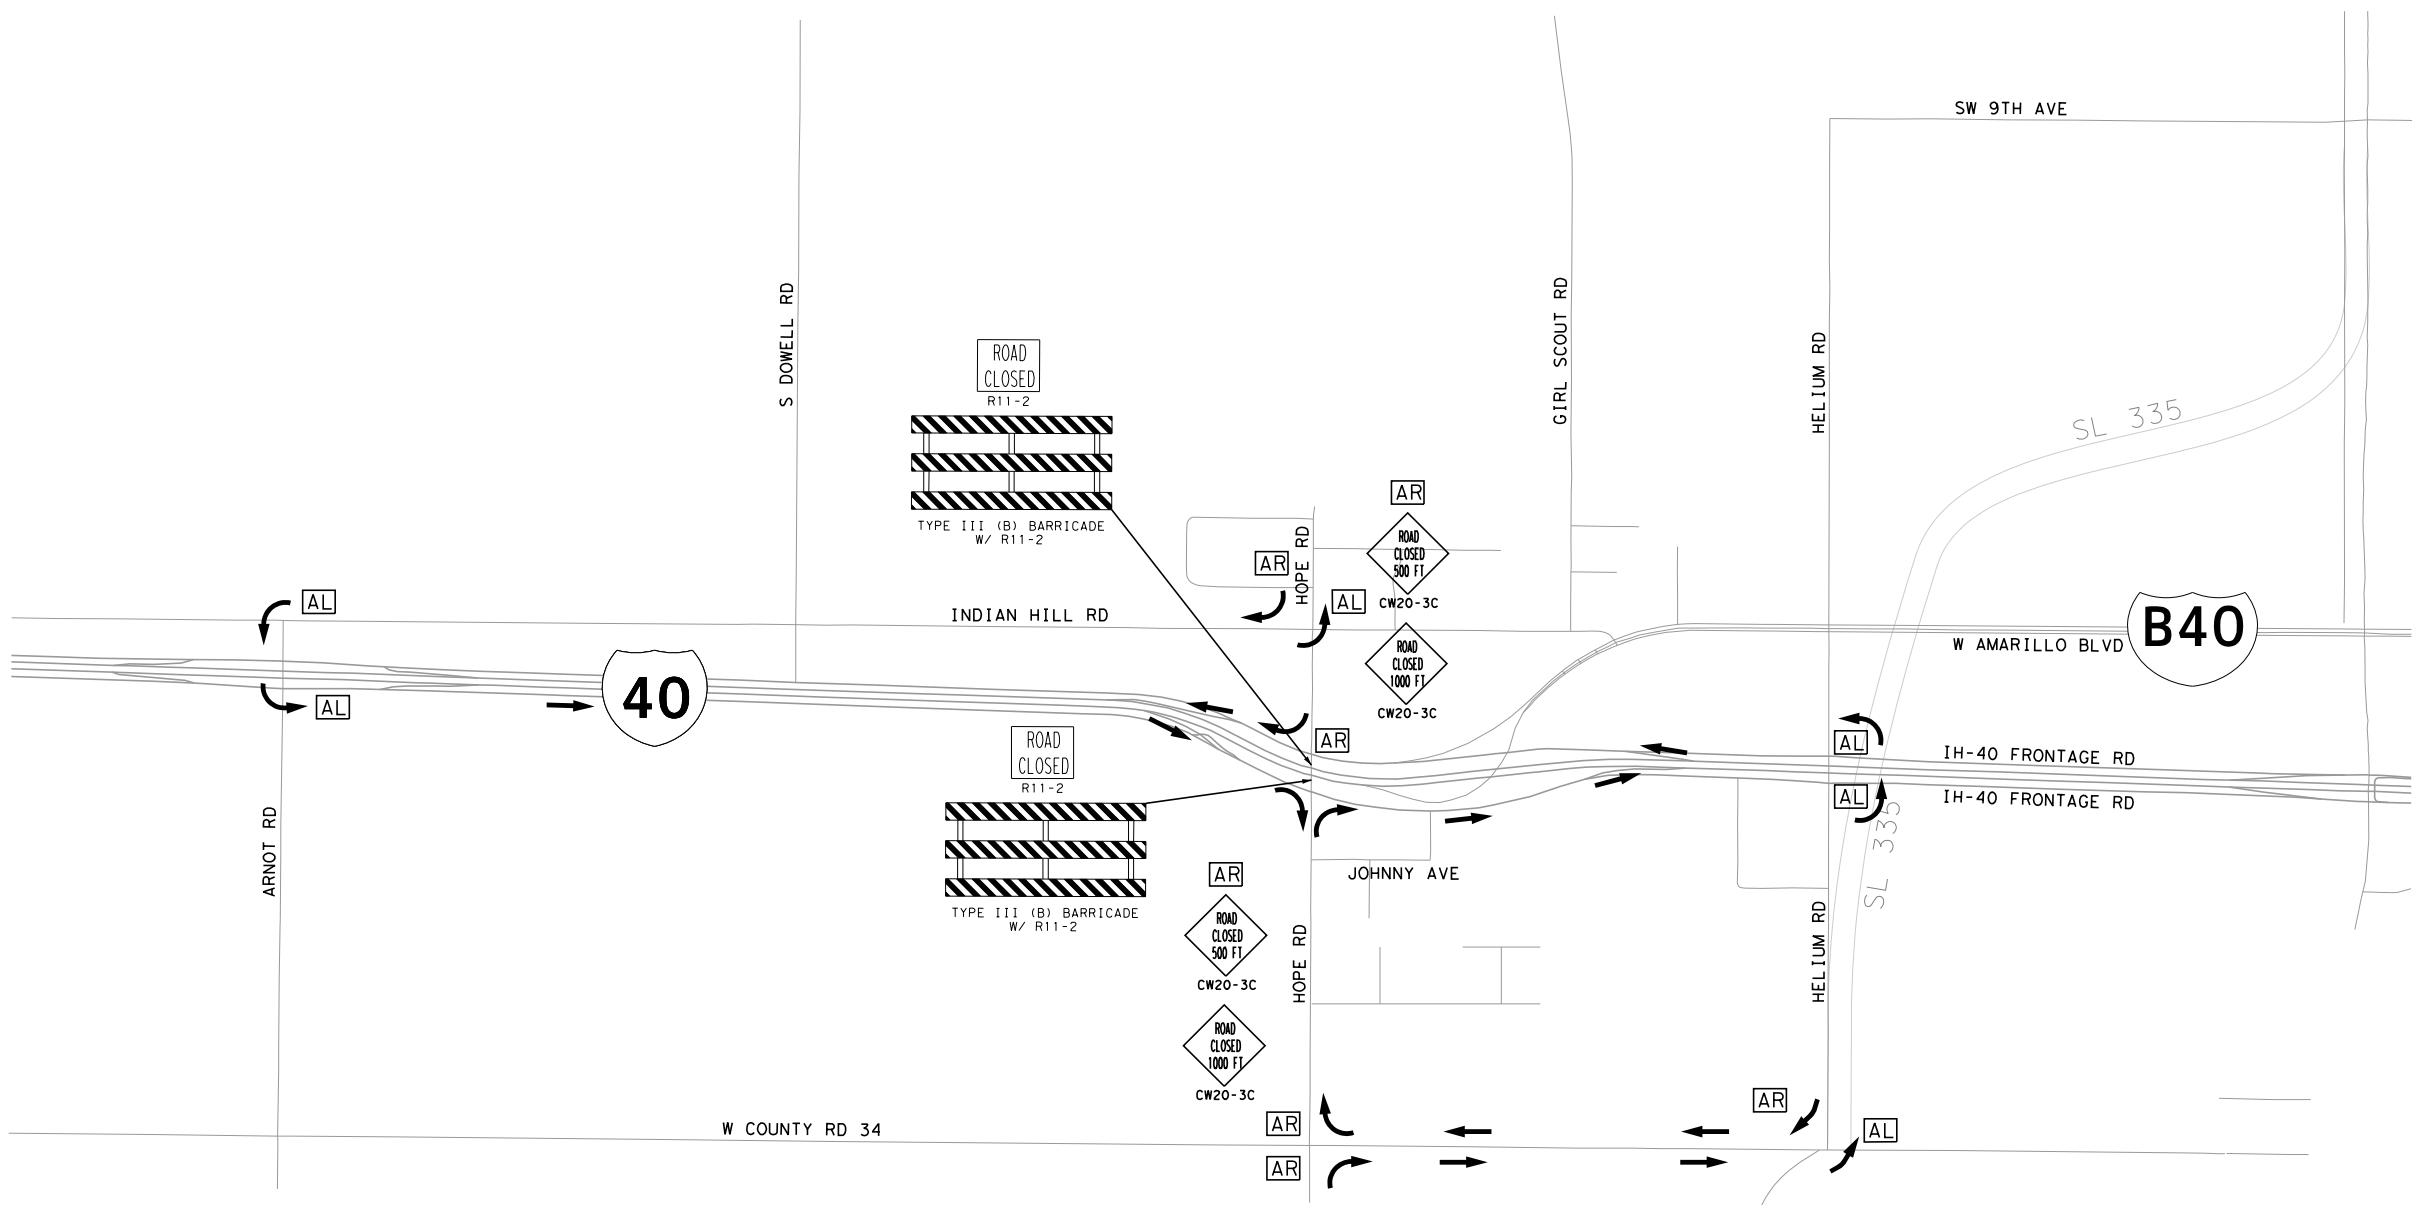 SW 9TH AVE
S DOWELL RD
GIRL SCOUT RD
HELIUM RD
ROAD
CLOSED
R11-2
TYPE III (B) BARRICADE
W/ R11-2
SL 335
AR
ROAD
CLOSED
500 FT
CW20-3C
HOPE RD
AR
AL
AL
INDIAN HILL RD
ROAD
CLOSED
1000 FT
CW20-3C
W AMARILLO BLVD
B40
40
AL
ROAD
CLOSED
R11-2
AR
AL
IH-40 FRONTAGE RD
AL
IH-40 FRONTAGE RD
TYPE III (B) BARRICADE
W/ R11-2
ARNOT RD
SL 335
JOHNNY AVE
AR
ROAD
CLOSED
500 FT
CW20-3C
HOPE RD
HELIUM RD
ROAD
CLOSED
1000 FT
CW20-3C
W COUNTY RD 34
AR
AR
AR
AL